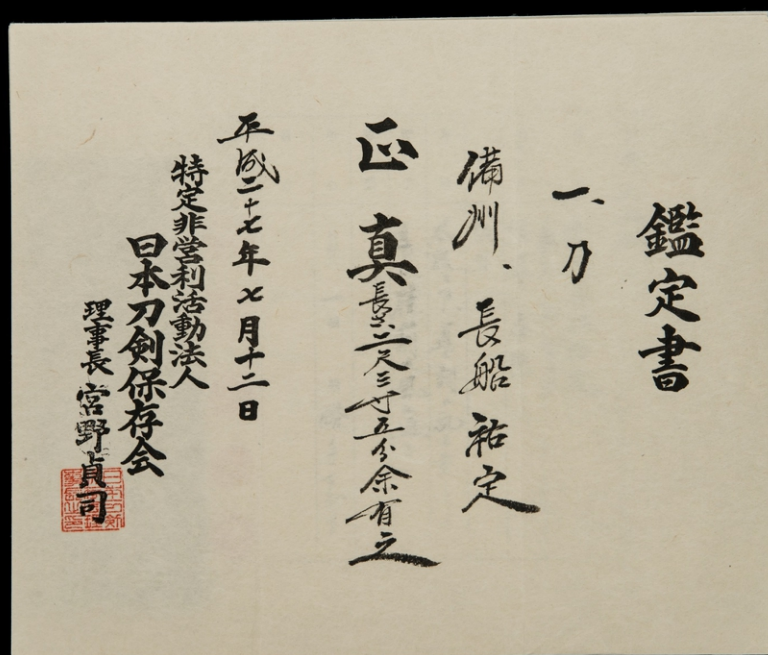 鑑定書
一、刀
備州、長船祐定
正真
長さ二尺三寸五分余有之
平成二十七年七月十二日
特定非営利活動法人
日本刀剣保存会
理事長 宮野貞司